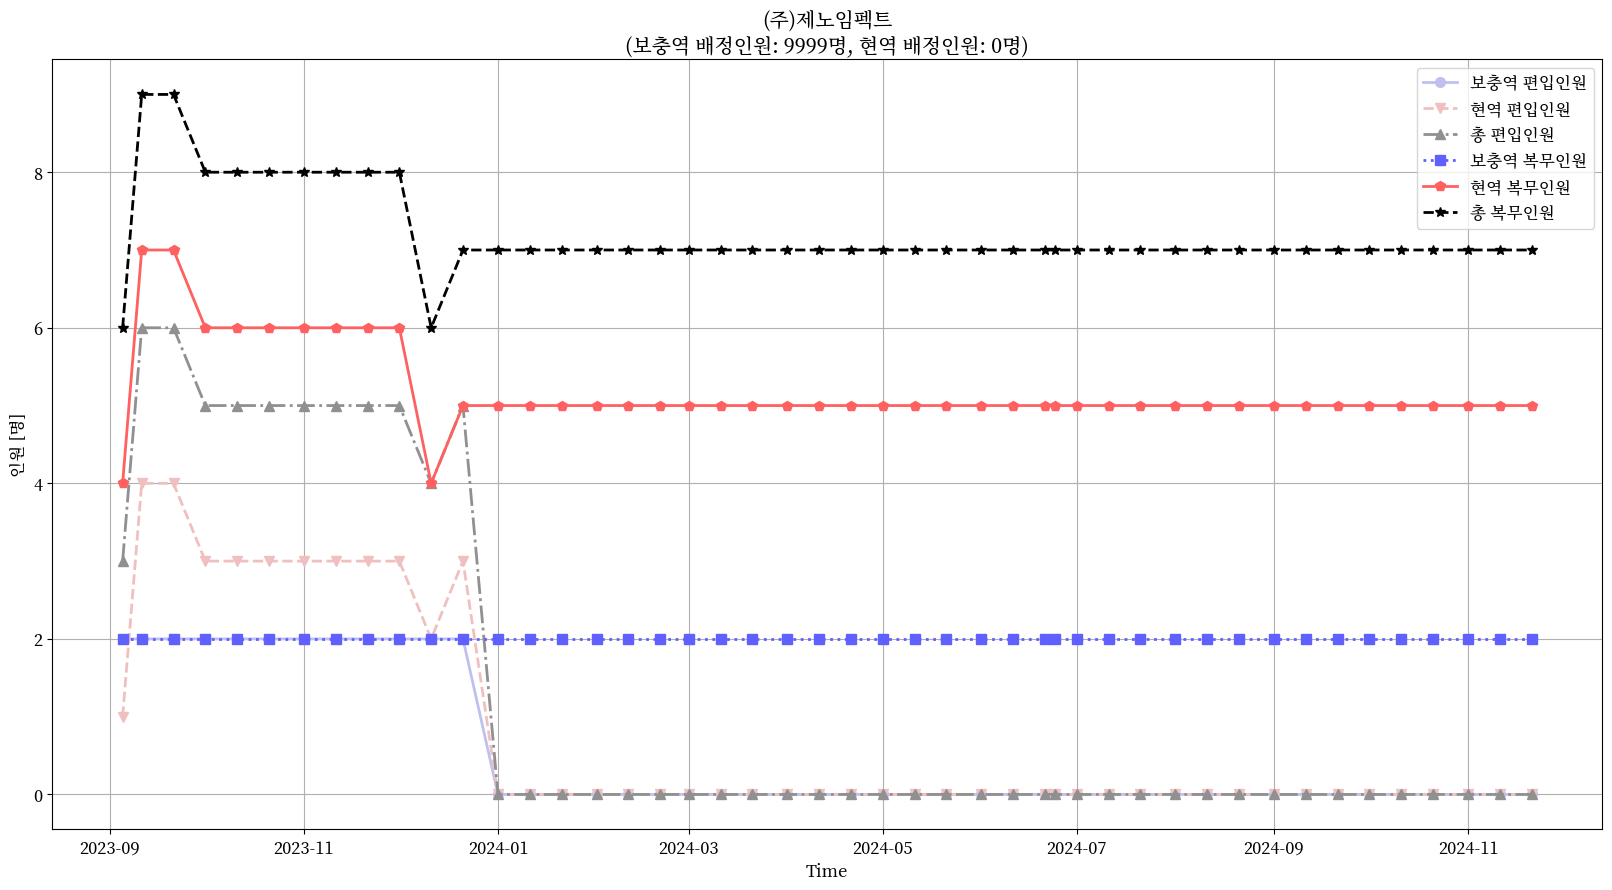 (주)제노임펙트
(보충역 배정인원: 9999명, 현역 배정인원: 0명)
보충역 편입인원
현역 편입인원
총 편입인원
보충역 복무인원
현역 복무인원
총 복무인원
인원 [명]
8
6
4
2
0
2023-09 2023-11 2024-01 2024-03 2024-05 2024-07 2024-09 2024-11
Time